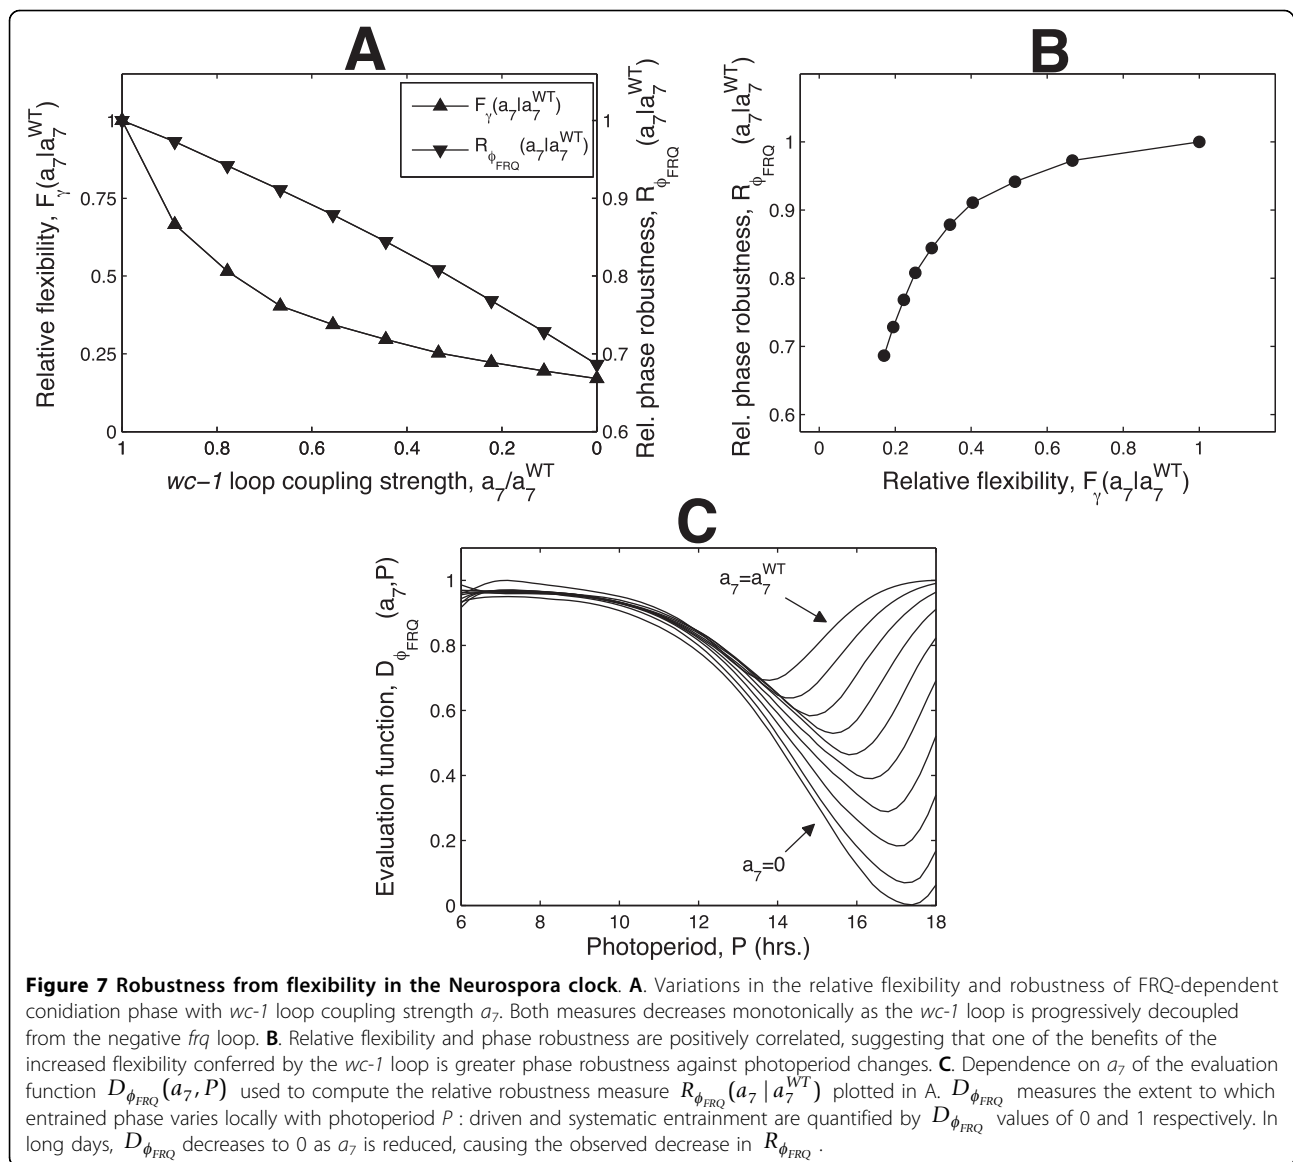 A
Relative flexibility, F_γ(a_7|a_7^WT)
1
0.75
0.5
0.25
0
F_γ(a_7|a_7^WT)
R_ϕ_FRQ (a_7|a_7^WT)
1
0.9
0.8
0.7
0.6
Rel. phase robustness, R_ϕ_FRQ (a_7|a_7^WT)
1 0.8 0.6 0.4 0.2 0
wc−1 loop coupling strength, a_7/a_7^WT
B
Rel. phase robustness, R_ϕ_FRQ (a_7|a_7^WT)
1
0.9
0.8
0.7
0.6
0 0.2 0.4 0.6 0.8 1
Relative flexibility, F_γ(a_7|a_7^WT)
C
Evaluation function, D_ϕ_FRQ (a_7,P)
1
0.8
0.6
0.4
0.2
0
a_7=a_7^WT
a_7=0
6 8 10 12 14 16 18
Photoperiod, P (hrs.)
Figure 7 Robustness from flexibility in the Neurospora clock. A. Variations in the relative flexibility and robustness of FRQ-dependent
conidiation phase with wc-1 loop coupling strength a_7. Both measures decreases monotonically as the wc-1 loop is progressively decoupled
from the negative frq loop. B. Relative flexibility and phase robustness are positively correlated, suggesting that one of the benefits of the
increased flexibility conferred by the wc-1 loop is greater phase robustness against photoperiod changes. C. Dependence on a_7 of the evaluation
function D_ϕ_FRQ(a_7, P) used to compute the relative robustness measure R_ϕ_FRQ(a_7 | a_7^WT) plotted in A. D_ϕ_FRQ measures the extent to which
entrained phase varies locally with photoperiod P : driven and systematic entrainment are quantified by D_ϕ_FRQ values of 0 and 1 respectively. In
long days, D_ϕ_FRQ decreases to 0 as a_7 is reduced, causing the observed decrease in R_ϕ_FRQ .